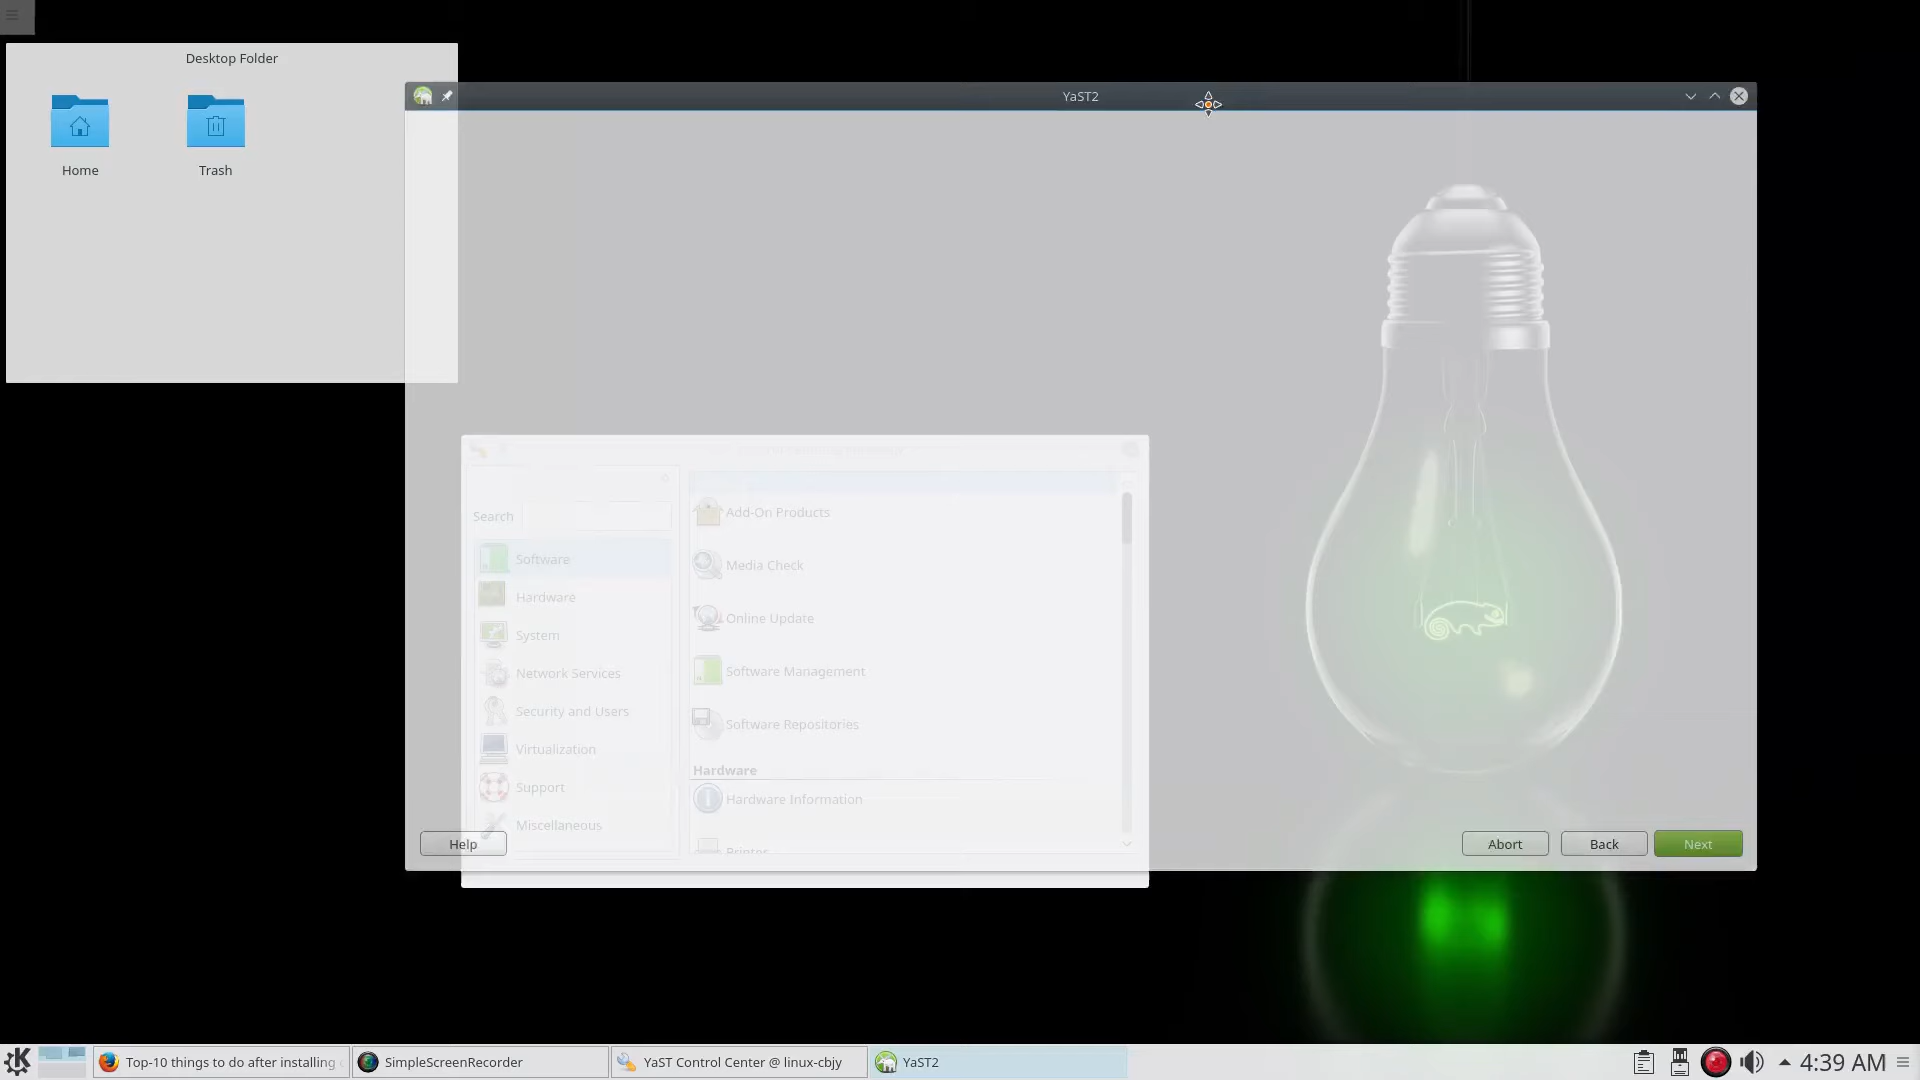 Desktop Folder
Home
Trash
YaST2
Search
Software
Hardware
System
Network Services
Security and Users
Virtualization
Support
Miscellaneous
Add-On Products
Media Check
Online Update
Software Management
Software Repositories
Hardware
Hardware Information
Printer
Help
Abort
Back
Next
Top-10 things to do after installing
SimpleScreenRecorder
YaST Control Center @ linux-cbjy
YaST2
4:39 AM